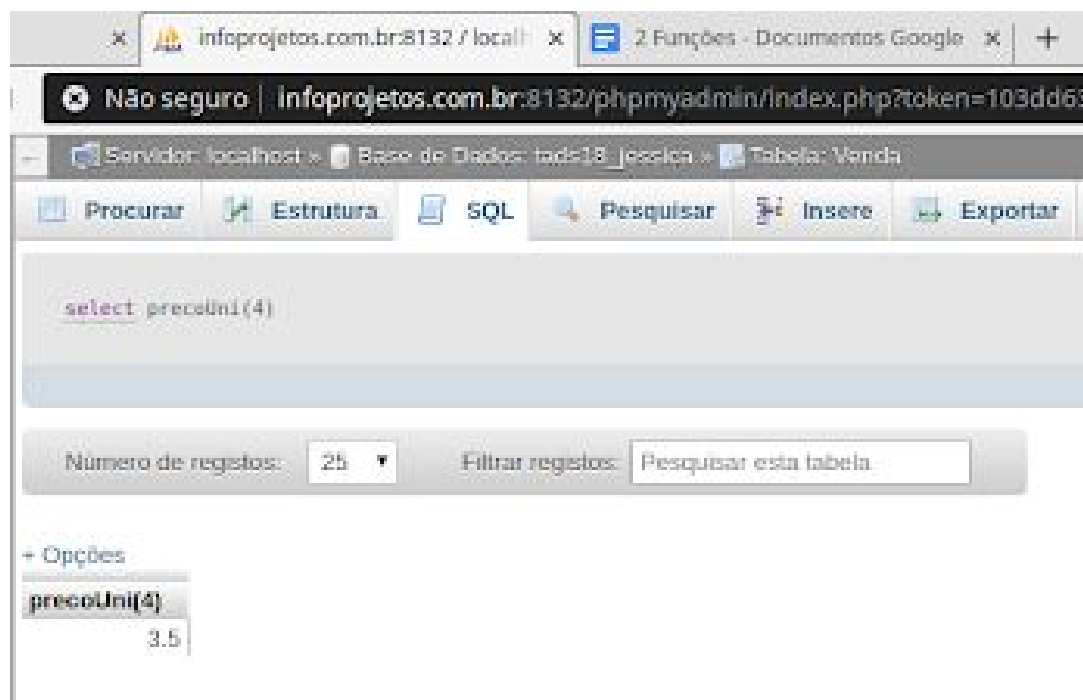 infoprojetos.com.br:8132 / localh
2 Funções - Documentos Google
Não seguro | infoprojetos.com.br:8132/phpmyadmin/index.php?token=103dd63
Servidor: localhost » Base de Dados: tads18_jessica » Tabela: Venda
Procurar Estrutura SQL Pesquisar Insere Exportar
select precoUni(4)
Número de registos: 25 Filtrar registos: Pesquisar esta tabela
+ Opções
precoUni(4)
3.5